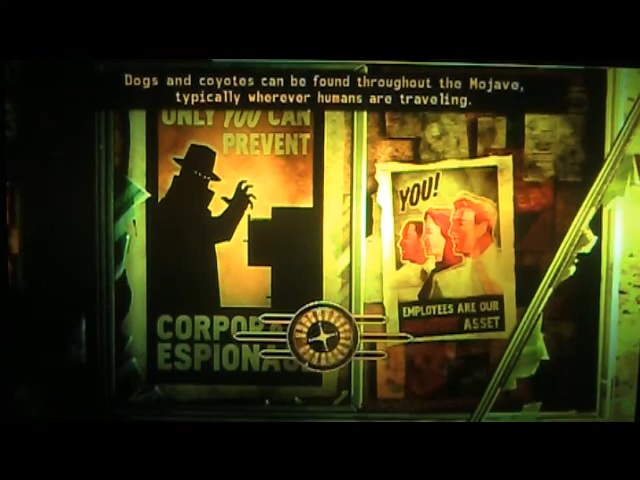 Dogs and coyotes can be found throughout the Mojave,
typically wherever humans are traveling.
ONLY YOU CAN
PREVENT
CORPOR
ESPIONA
YOU!
EMPLOYEES ARE OUR
ASSET